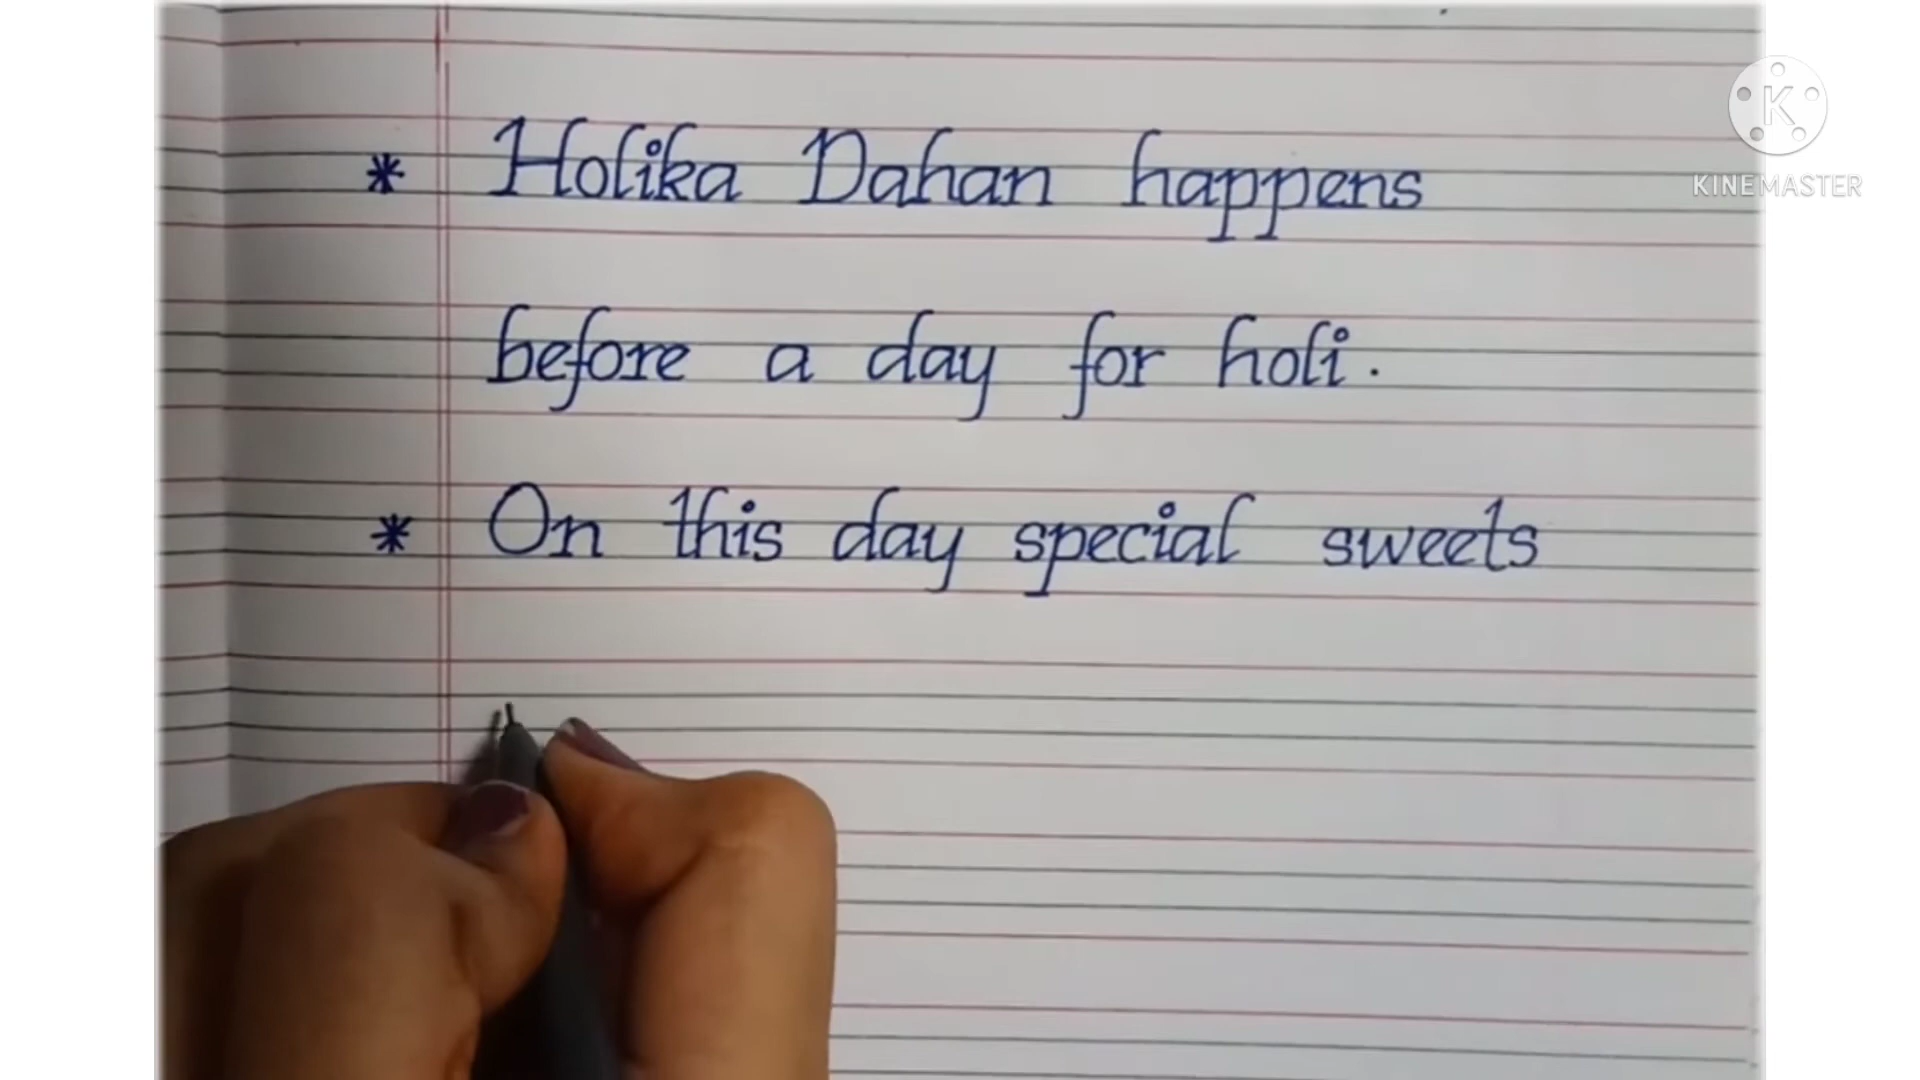 * Holika Dahan happens
before a day for holi.
* On this day special sweets
K
KINEMASTER